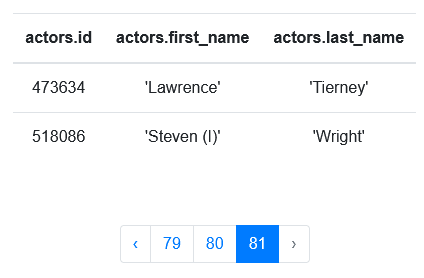 actors.id actors.first_name actors.last_name
473634 'Lawrence' 'Tierney'
518086 'Steven (I)' 'Wright'
‹ 79 80 81 ›